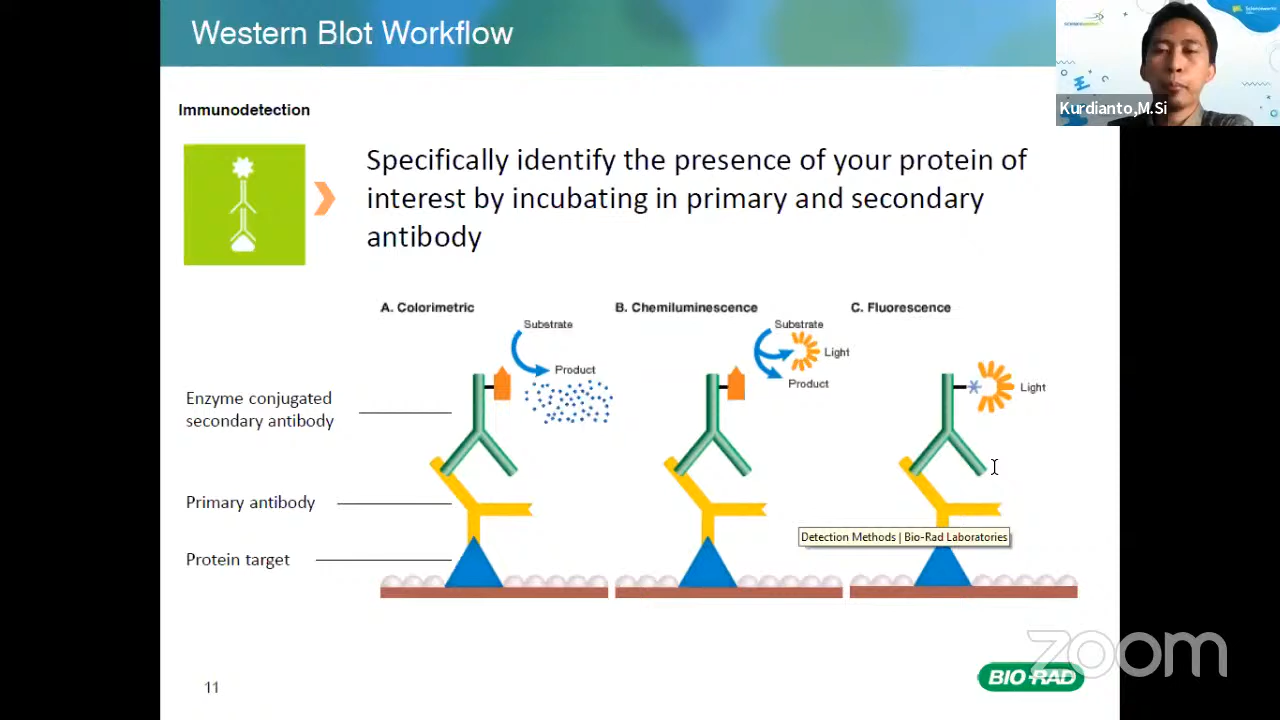 Western Blot Workflow
Kurdianto,M.Si
Immunodetection
Specifically identify the presence of your protein of
interest by incubating in primary and secondary
antibody
A. Colorimetric
B. Chemiluminescence
C. Fluorescence
Substrate
Product
Substrate
Light
Product
Light
Enzyme conjugated
secondary antibody
Primary antibody
Protein target
Detection Methods | Bio-Rad Laboratories
zoom
11
BIO-RAD